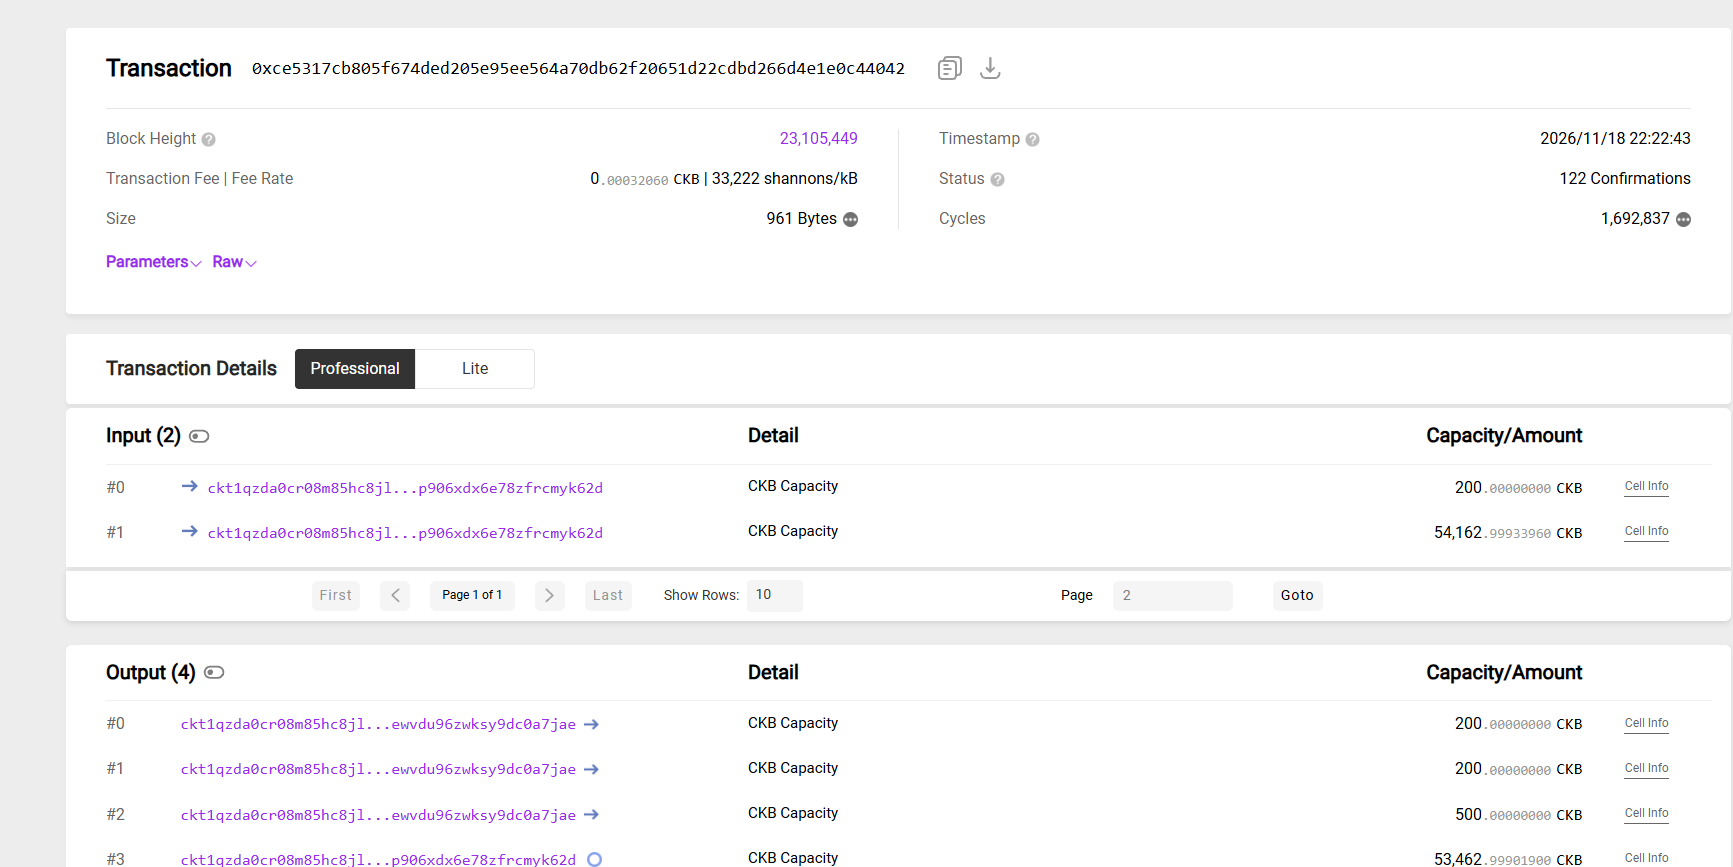 Transaction 0xce5317cb805f674ded205e95ee564a70db62f20651d22cdbd266d4e1e0c44042
Block Height ? 23,105,449
Timestamp ? 2026/11/18 22:22:43
Transaction Fee | Fee Rate 0.00032060 CKB | 33,222 shannons/kB
Status ? 122 Confirmations
Size 961 Bytes
Cycles 1,692,837
Parameters Raw
Transaction Details Professional Lite
Input (2) Detail Capacity/Amount
#0 ckt1qzda0cr08m85hc8jl...p906xdx6e78zfrcmyk62d CKB Capacity 200.00000000 CKB Cell Info
#1 ckt1qzda0cr08m85hc8jl...p906xdx6e78zfrcmyk62d CKB Capacity 54,162.99933960 CKB Cell Info
First < Page 1 of 1 > Last Show Rows: 10 Page 2 Goto
Output (4) Detail Capacity/Amount
#0 ckt1qzda0cr08m85hc8jl...ewvdu96zwksy9dc0a7jae CKB Capacity 200.00000000 CKB Cell Info
#1 ckt1qzda0cr08m85hc8jl...ewvdu96zwksy9dc0a7jae CKB Capacity 200.00000000 CKB Cell Info
#2 ckt1qzda0cr08m85hc8jl...ewvdu96zwksy9dc0a7jae CKB Capacity 500.00000000 CKB Cell Info
#3 ckt1qzda0cr08m85hc8jl...p906xdx6e78zfrcmyk62d CKB Capacity 53,462.99901900 CKB Cell Info